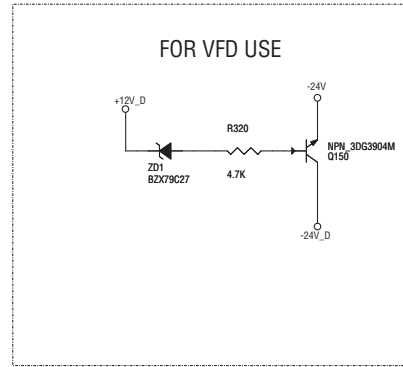 FOR VFD USE
-24V
+12V_D
R320
NPN_3DG3904M
Q150
ZD1
BZX79C27
4.7K
-24V_D